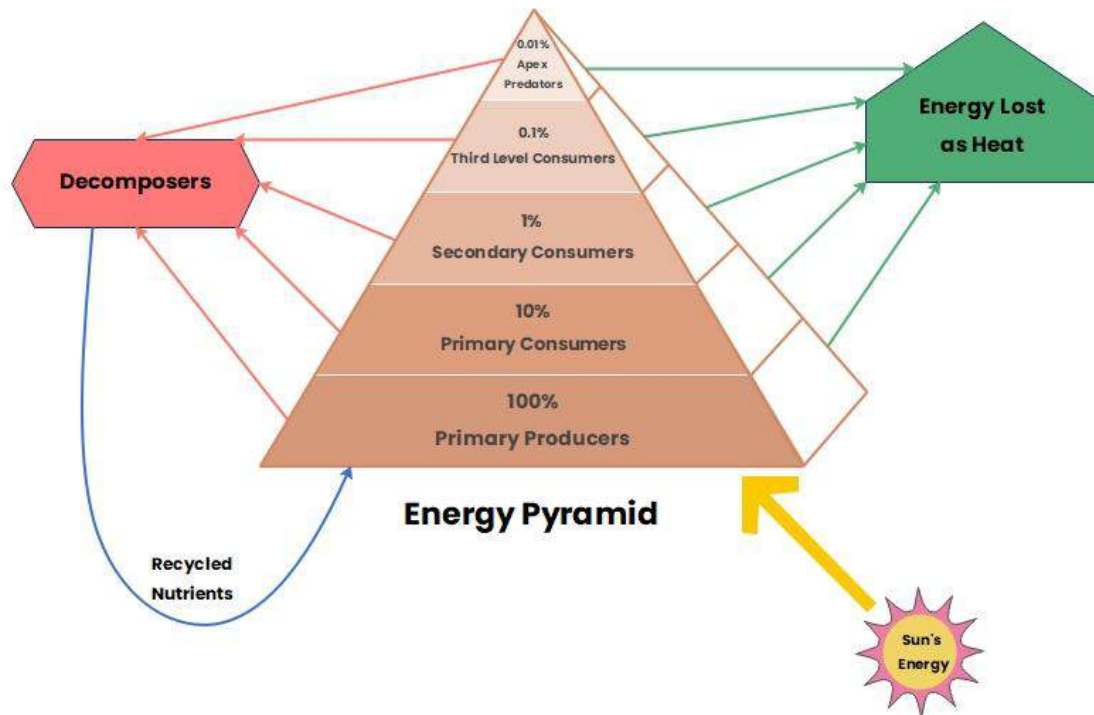 0.01%
Apex
Predators
0.1%
Third Level Consumers
1%
Secondary Consumers
10%
Primary Consumers
100%
Primary Producers
Decomposers
Energy Lost
as Heat
Energy Pyramid
Recycled
Nutrients
Sun's
Energy